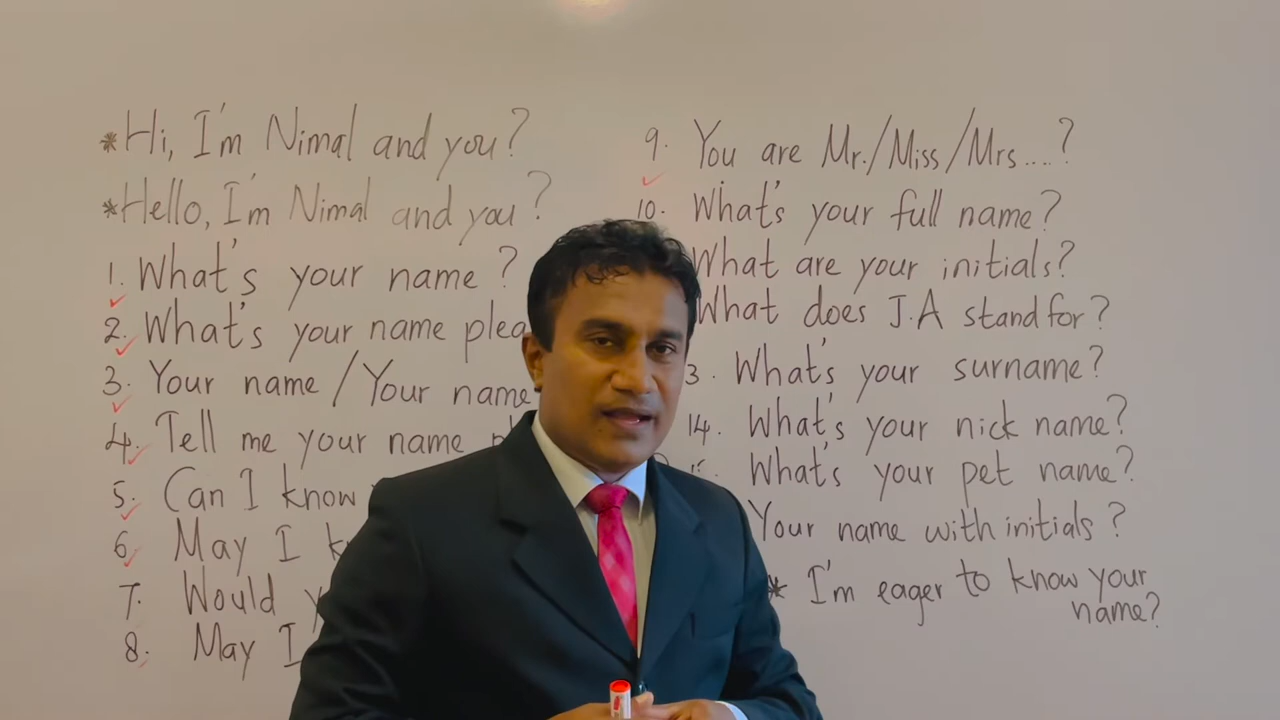 *Hi, I'm Nimal and you?
*Hello, I'm Nimal and you?
1. What's your name?
2. What's your name
3. Your name / Your name
4. Tell me your name
5. Can I know
6. May I
7. Would
8. May I
9. You are Mr./Miss/Mrs....?
10. What's your full name?
What are your initials?
What does J.A stand for?
3. What's your surname?
14. What's your nick name?
15. What's your pet name?
Your name with initials?
* I'm eager to know your
name?